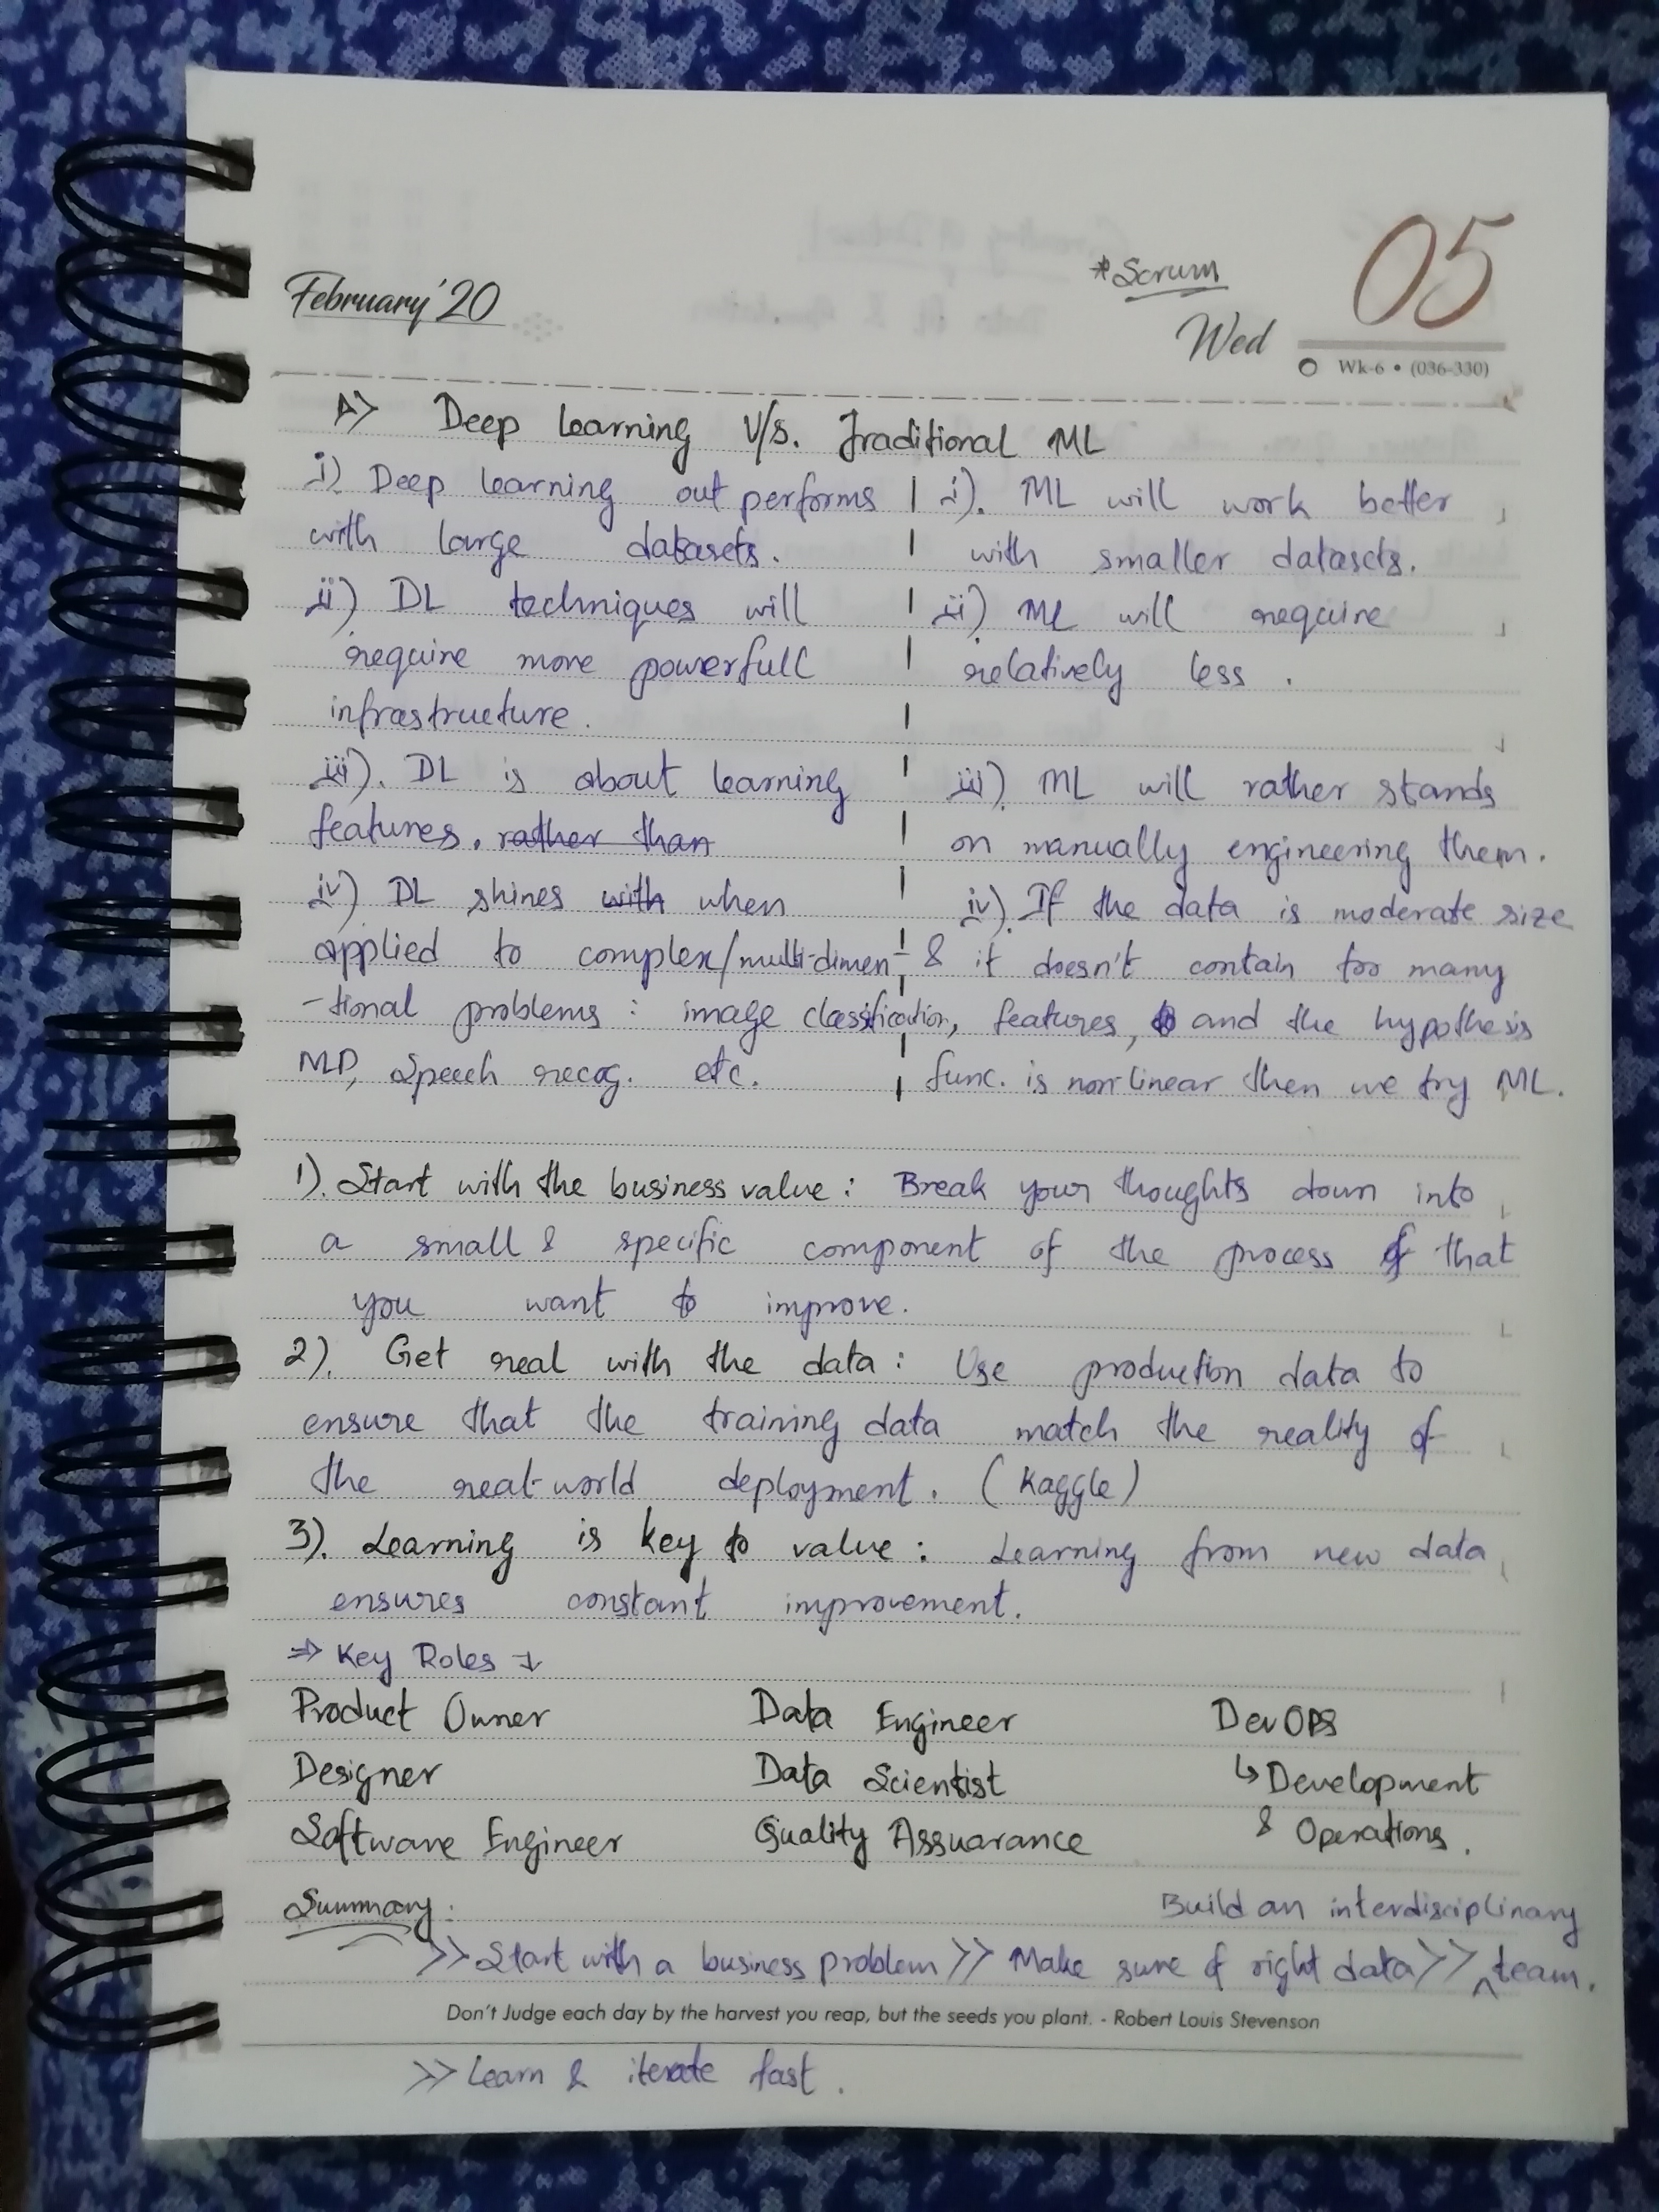 February'20
*Scrum
Wed
05
Wk-6 • (036-330)
A> Deep learning V/s. Traditional ML
i) Deep learning out performs
with large datasets.
ii) DL techniques will
require more powerfull
infrastructure.
iii). DL is about learning
features. rather than
iv) DL shines with when
applied to complex/multi-dimen-
-tional problems : image classification,
NLP, Speech recog. etc.
i). ML will work better
with smaller datasets.
ii) ML will require
relatively less .
iii) ML will rather stands
on manually engineering them.
iv). If the data is moderate size
& it doesn't contain too many
features, and the hypothesis
func. is non-linear then we try ML.
1). Start with the business value : Break your thoughts down into
a small & specific component of the process of that
you want to improve.
2). Get real with the data : Use production data to
ensure that the training data match the reality of
the real-world deployment. (Kaggle)
3). Learning is key to value : Learning from new data
ensures constant improvement.
⇒ Key Roles ↓
Product Owner Data Engineer DevOPS
Designer Data Scientist ↳ Development
Software Engineer Quality Assuarance & Operations.
Summary :
Build an interdisciplinary
>> Start with a business problem >> Make sure of right data >> ^ team.
Don't Judge each day by the harvest you reap, but the seeds you plant. - Robert Louis Stevenson
>> Learn & iterate fast .